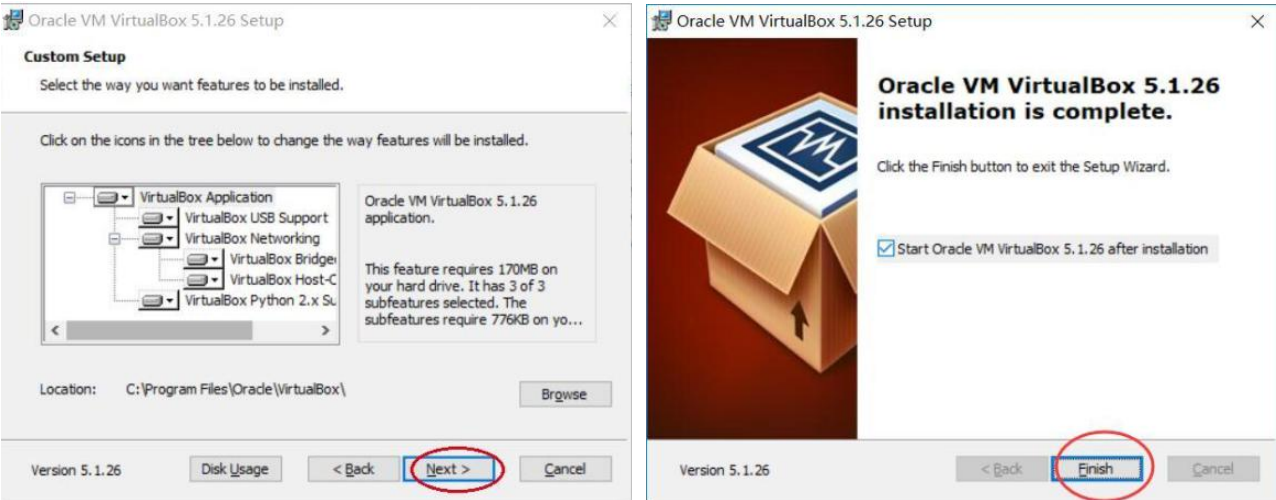 Oracle VM VirtualBox 5.1.26 Setup
Custom Setup
Select the way you want features to be installed.
Click on the icons in the tree below to change the way features will be installed.
VirtualBox Application
VirtualBox USB Support
VirtualBox Networking
VirtualBox Bridge
VirtualBox Host-C
VirtualBox Python 2.x Su
Oracle VM VirtualBox 5.1.26
application.
This feature requires 170MB on
your hard drive. It has 3 of 3
subfeatures selected. The
subfeatures require 776KB on yo...
Location: C:\Program Files\Oracle\VirtualBox\
Browse
Version 5.1.26
Disk Usage
< Back
Next >
Cancel
Oracle VM VirtualBox 5.1.26 Setup
Oracle VM VirtualBox 5.1.26
installation is complete.
Click the Finish button to exit the Setup Wizard.
Start Oracle VM VirtualBox 5.1.26 after installation
Version 5.1.26
< Back
Finish
Cancel